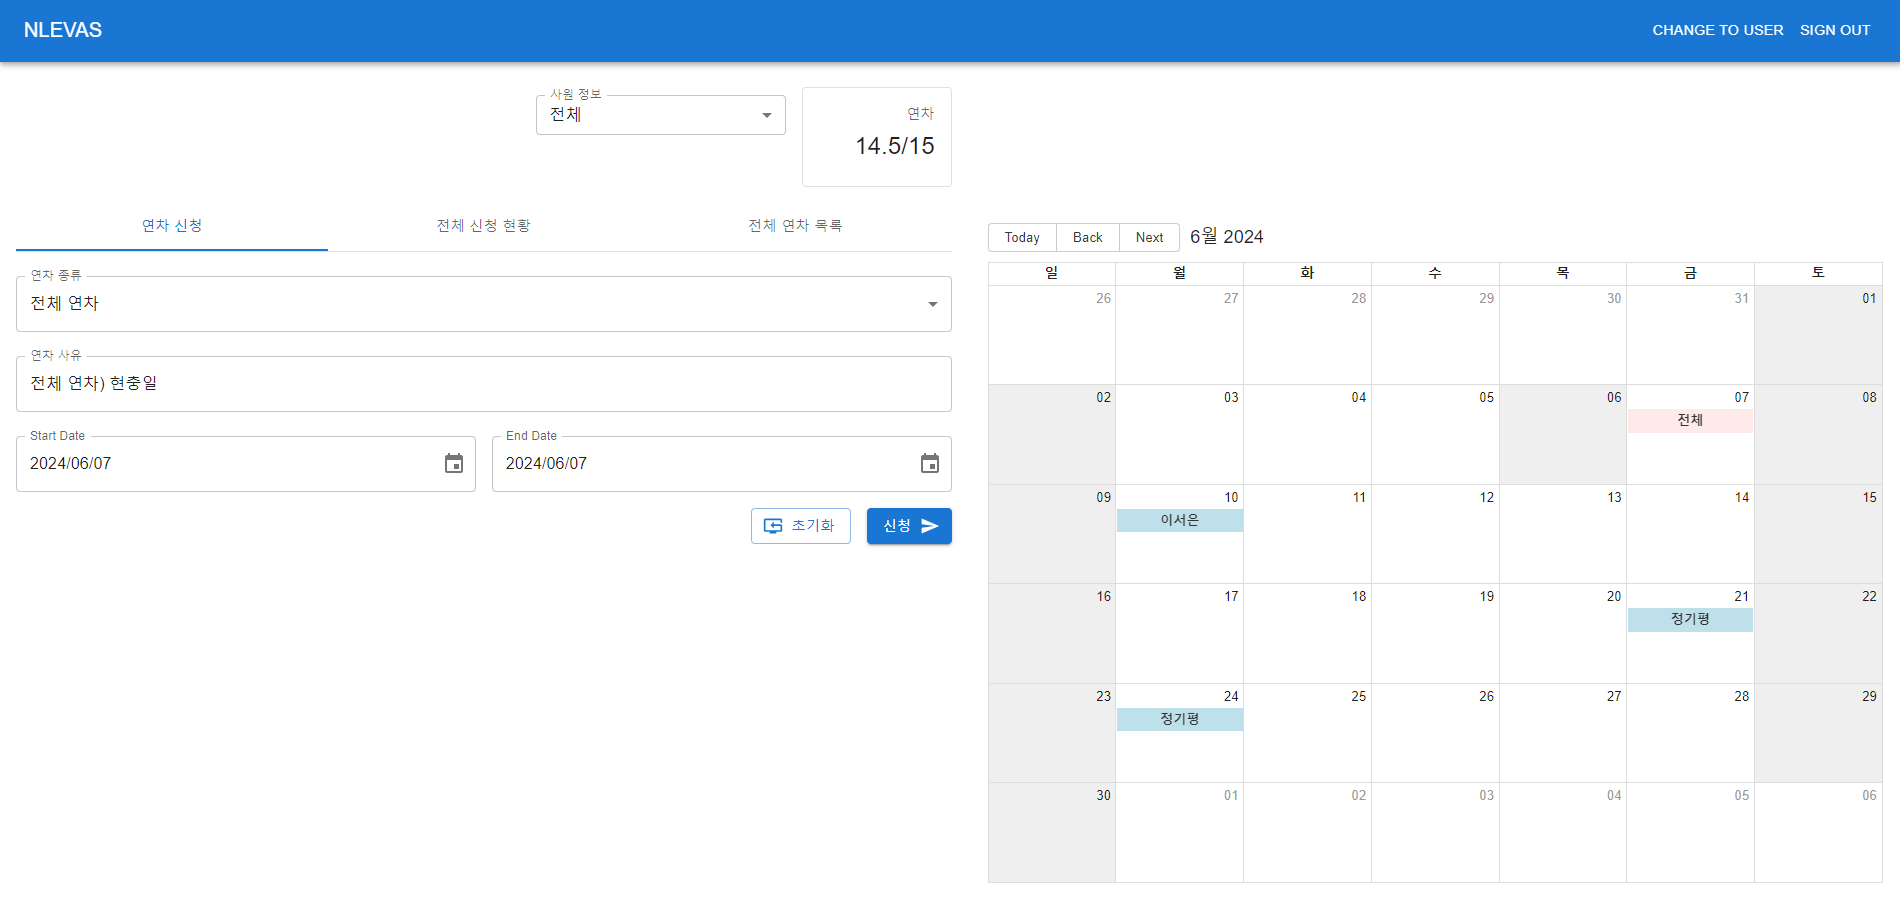 NLEVAS
CHANGE TO USER SIGN OUT
사원 정보
전체
연차
14.5/15
연차 신청 전체 신청 현황 전체 연차 목록
연차 종류
전체 연차
연차 사유
전체 연차) 현충일
Start Date End Date
2024/06/07 2024/06/07
초기화 신청
Today Back Next 6월 2024
일 월 화 수 목 금 토
26 27 28 29 30 31 01
02 03 04 05 06 07 08
전체
09 10 11 12 13 14 15
이서은
16 17 18 19 20 21 22
정기평
23 24 25 26 27 28 29
정기평
30 01 02 03 04 05 06